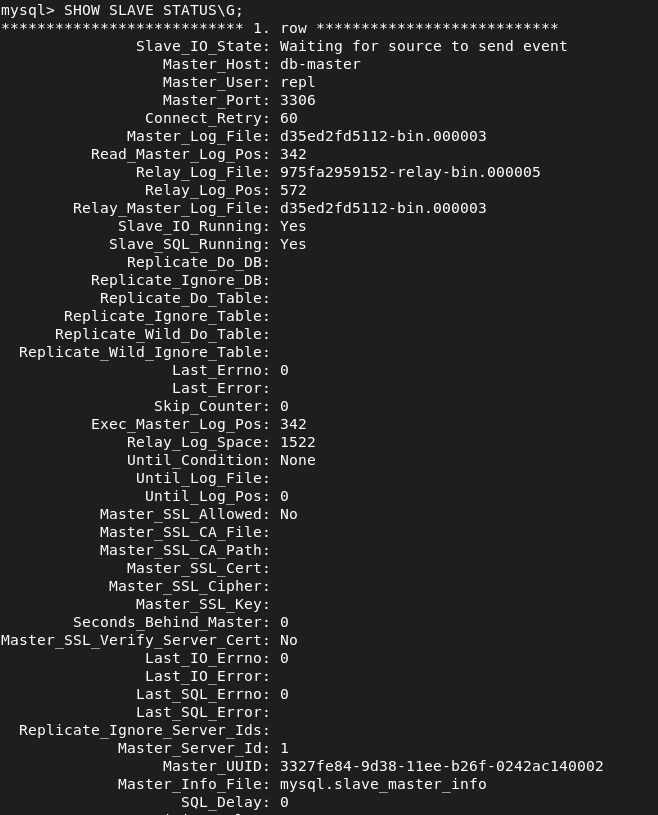 mysql> SHOW SLAVE STATUS\G;
*************************** 1. row ***************************
Slave_IO_State: Waiting for source to send event
Master_Host: db-master
Master_User: repl
Master_Port: 3306
Connect_Retry: 60
Master_Log_File: d35ed2fd5112-bin.000003
Read_Master_Log_Pos: 342
Relay_Log_File: 975fa2959152-relay-bin.000005
Relay_Log_Pos: 572
Relay_Master_Log_File: d35ed2fd5112-bin.000003
Slave_IO_Running: Yes
Slave_SQL_Running: Yes
Replicate_Do_DB:
Replicate_Ignore_DB:
Replicate_Do_Table:
Replicate_Ignore_Table:
Replicate_Wild_Do_Table:
Replicate_Wild_Ignore_Table:
Last_Errno: 0
Last_Error:
Skip_Counter: 0
Exec_Master_Log_Pos: 342
Relay_Log_Space: 1522
Until_Condition: None
Until_Log_File:
Until_Log_Pos: 0
Master_SSL_Allowed: No
Master_SSL_CA_File:
Master_SSL_CA_Path:
Master_SSL_Cert:
Master_SSL_Cipher:
Master_SSL_Key:
Seconds_Behind_Master: 0
Master_SSL_Verify_Server_Cert: No
Last_IO_Errno: 0
Last_IO_Error:
Last_SQL_Errno: 0
Last_SQL_Error:
Replicate_Ignore_Server_Ids:
Master_Server_Id: 1
Master_UUID: 3327fe84-9d38-11ee-b26f-0242ac140002
Master_Info_File: mysql.slave_master_info
SQL_Delay: 0